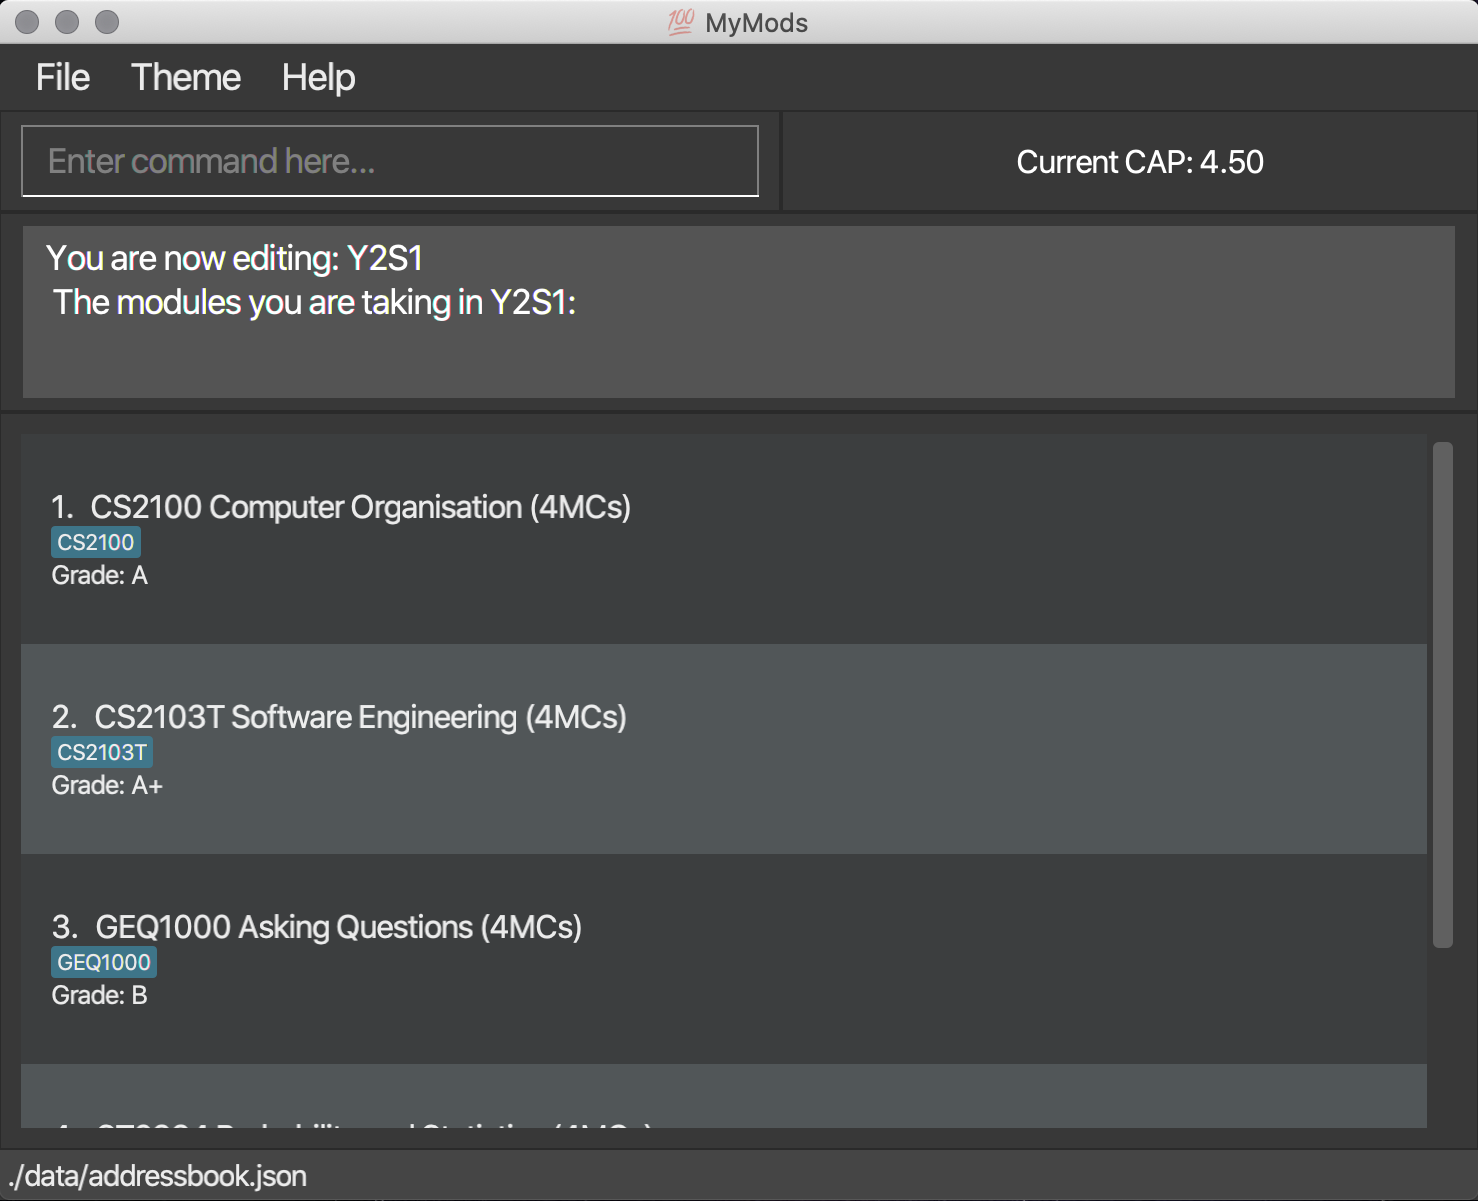 💯 MyMods
File Theme Help
Enter command here...
Current CAP: 4.50
You are now editing: Y2S1
The modules you are taking in Y2S1:
1. CS2100 Computer Organisation (4MCs)
CS2100
Grade: A
2. CS2103T Software Engineering (4MCs)
CS2103T
Grade: A+
3. GEQ1000 Asking Questions (4MCs)
GEQ1000
Grade: B
./data/addressbook.json